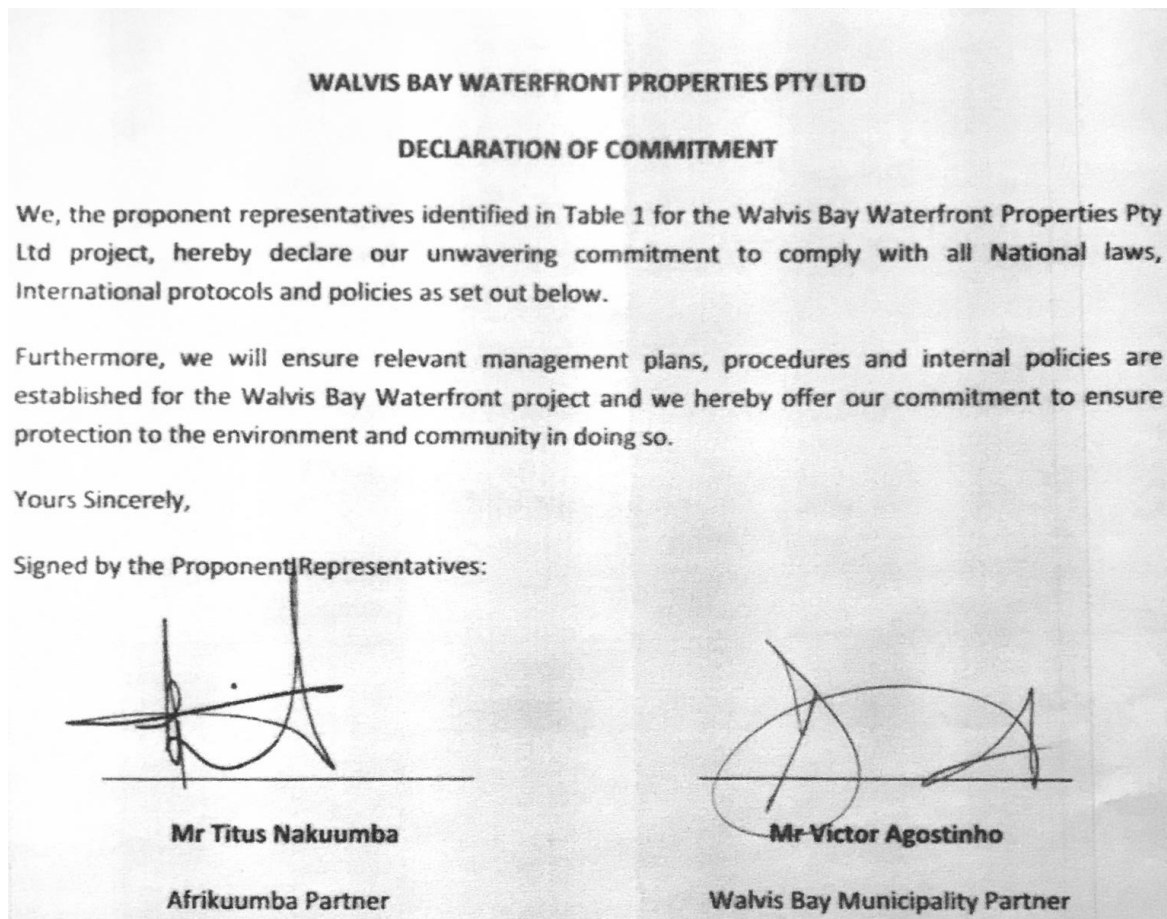 WALVIS BAY WATERFRONT PROPERTIES PTY LTD
DECLARATION OF COMMITMENT
We, the proponent representatives identified in Table 1 for the Walvis Bay Waterfront Properties Pty
Ltd project, hereby declare our unwavering commitment to comply with all National laws,
International protocols and policies as set out below.
Furthermore, we will ensure relevant management plans, procedures and internal policies are
established for the Walvis Bay Waterfront project and we hereby offer our commitment to ensure
protection to the environment and community in doing so.
Yours Sincerely,
Signed by the Proponent Representatives:
Mr Titus Nakuumba Mr Victor Agostinho
Afrikuumba Partner Walvis Bay Municipality Partner